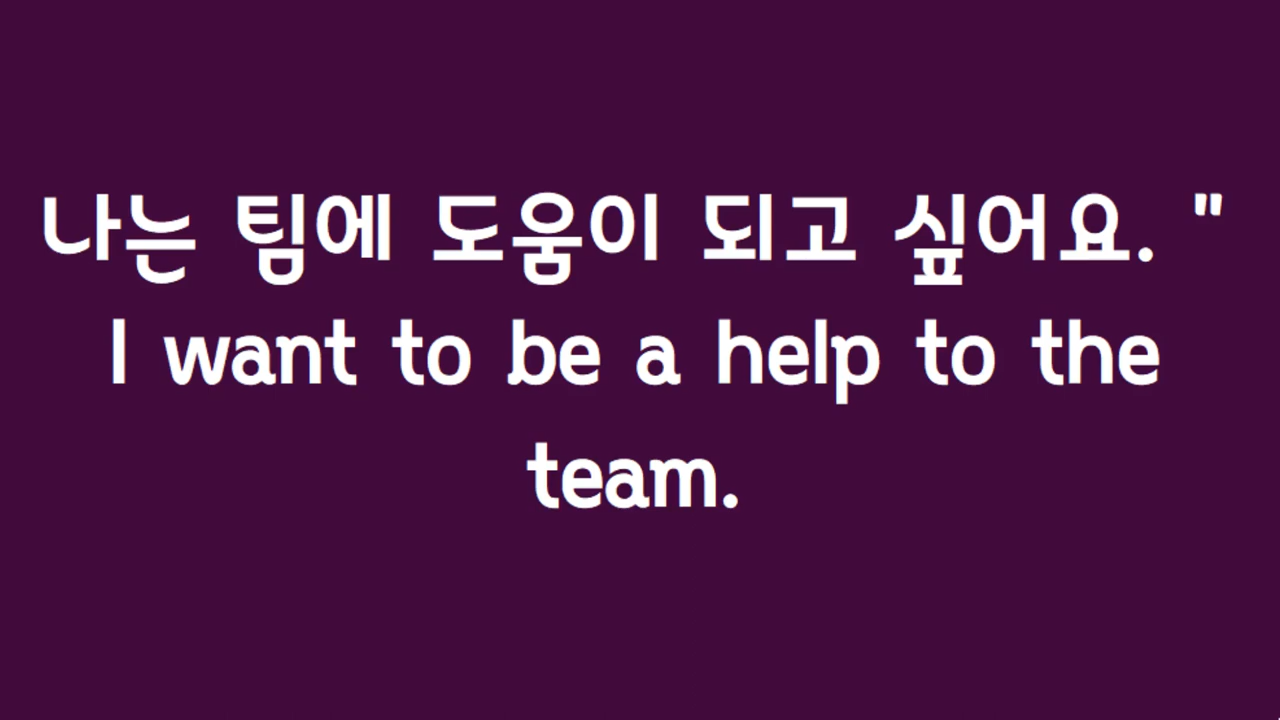 나는 팀에 도움이 되고 싶어요. "
I want to be a help to the
team.